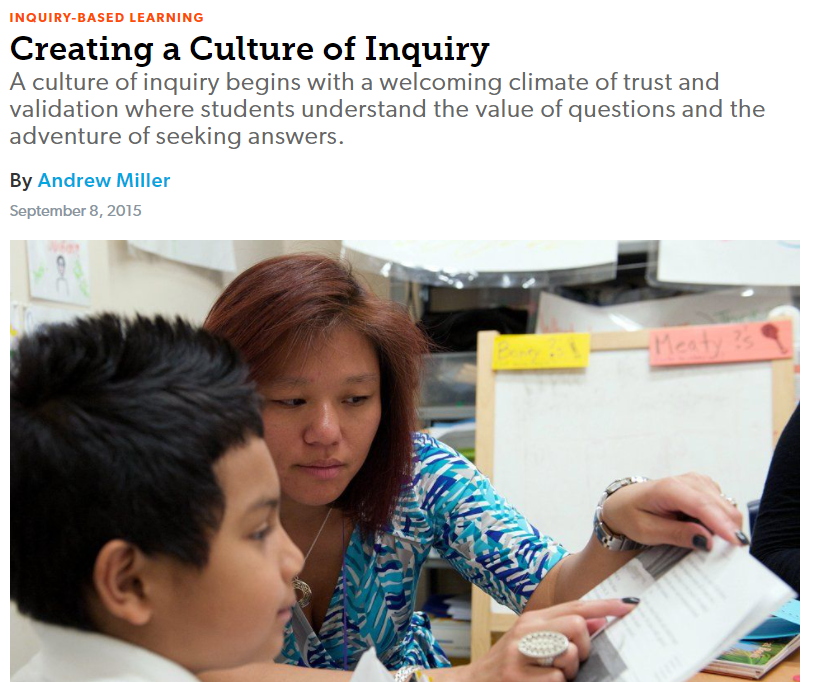 INQUIRY-BASED LEARNING
Creating a Culture of Inquiry
A culture of inquiry begins with a welcoming climate of trust and
validation where students understand the value of questions and the
adventure of seeking answers.
By Andrew Miller
September 8, 2015
?'s
Meaty ?'s